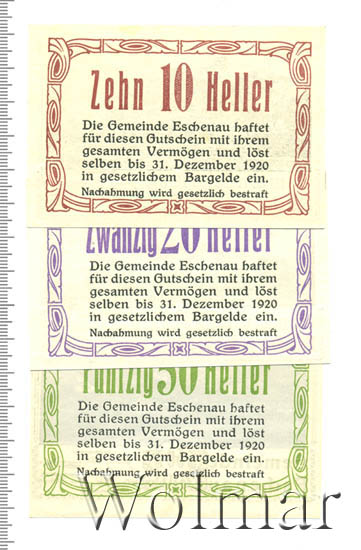 Zehn 10 Heller
Die Gemeinde Eschenau haftet
für diesen Gutschein mit ihrem
gesamten Vermögen und löst
selben bis 31. Dezember 1920
in gesetzlichem Bargelde ein.
Nachahmung wird gesetzlich bestraft
Zwanzig 20 Heller
Die Gemeinde Eschenau haftet
für diesen Gutschein mit ihrem
gesamten Vermögen und löst
selben bis 31. Dezember 1920
in gesetzlichem Bargelde ein.
Nachahmung wird gesetzlich bestraft
Fünfzig 50 Heller
Die Gemeinde Eschenau haftet
für diesen Gutschein mit ihrem
gesamten Vermögen und löst
selben bis 31. Dezember 1920
in gesetzlichem Bargelde ein.
Nachahmung wird gesetzlich bestraft
Wolmar